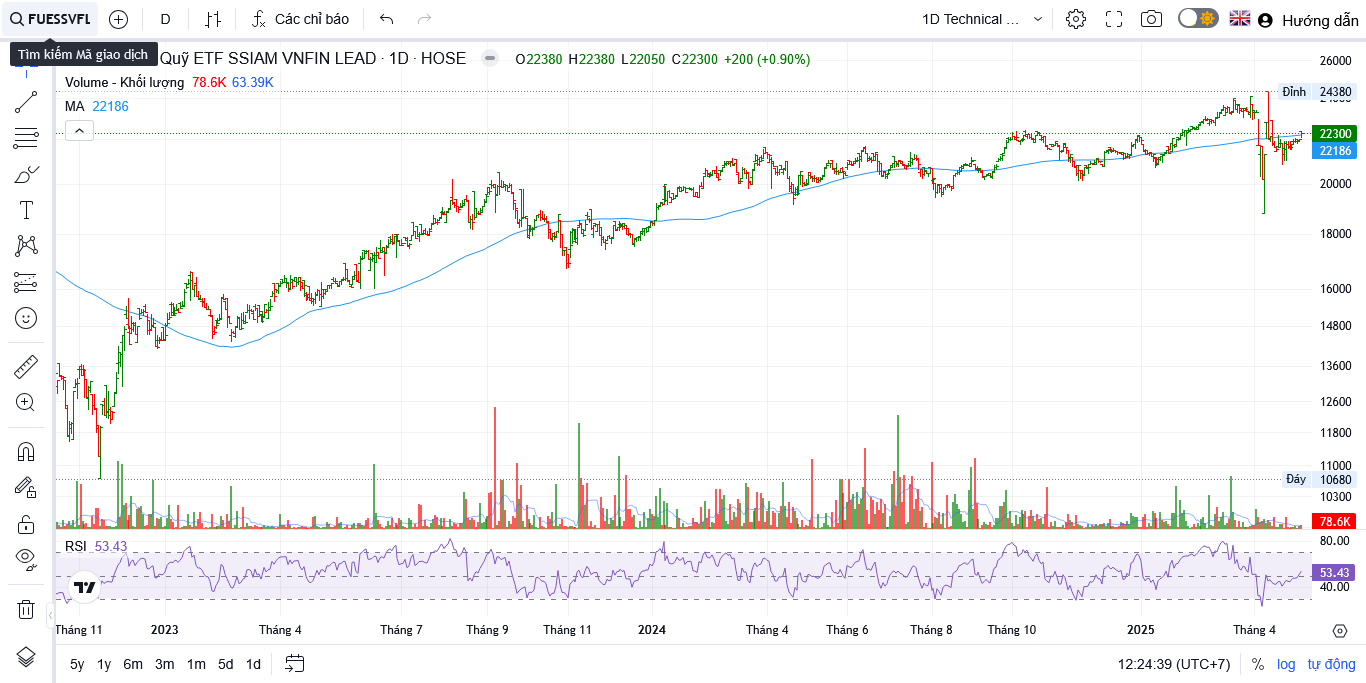 FUESSVFL D Các chỉ báo 1D Technical ... Hướng dẫn
Tìm kiếm Mã giao dịch
Quỹ ETF SSIAM VNFIN LEAD · 1D · HOSE O22380 H22380 L22050 C22300 +200 (+0.90%)
Volume - Khối lượng 78.6K 63.39K
MA 22186
26000
Đỉnh 24380
22300
22186
20000
18000
16000
14800
13600
12600
11800
11000
Đáy 10680
10300
78.6K
RSI 53.43
80.00
53.43
40.00
Tháng 11 2023 Tháng 4 Tháng 7 Tháng 9 Tháng 11 2024 Tháng 4 Tháng 6 Tháng 8 Tháng 10 2025 Tháng 4
5y 1y 6m 3m 1m 5d 1d 12:24:39 (UTC+7) % log tự động